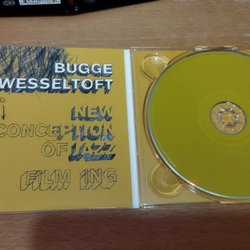 BUGGE
WESSELTOFT
NEW
CONCEPTION
OF JAZZ
FiLM iNG